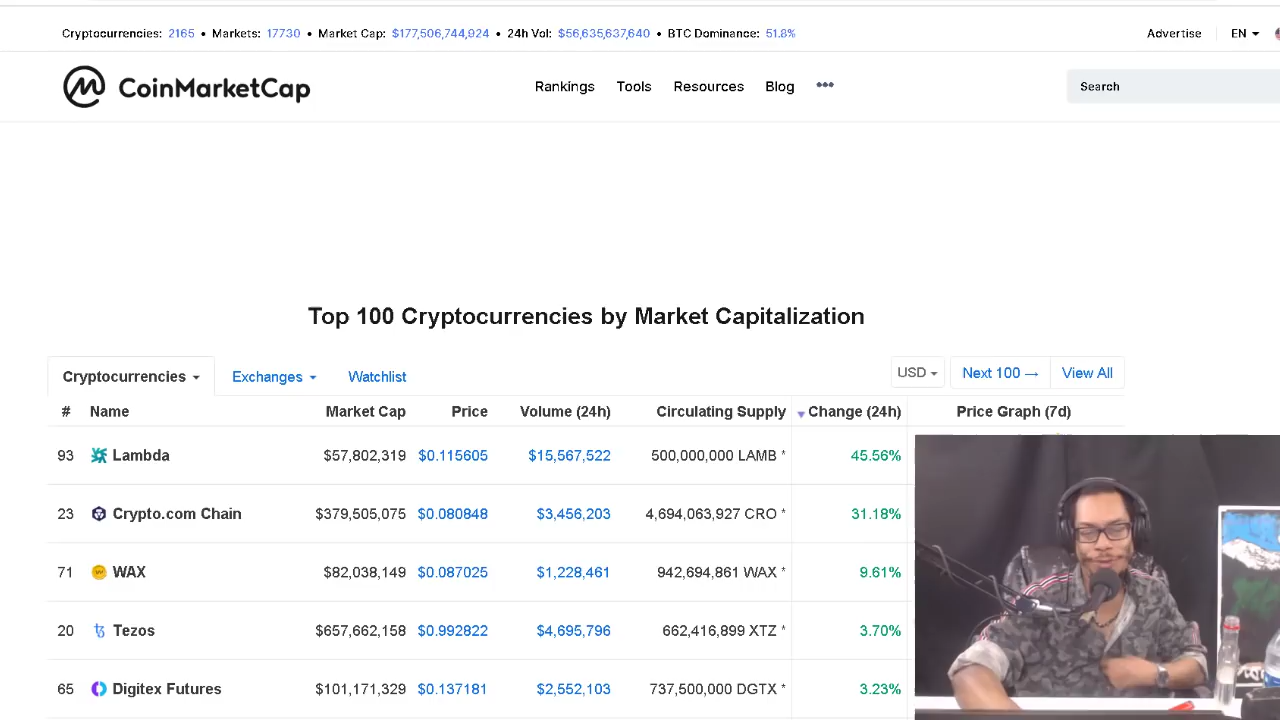 Cryptocurrencies: 2165 • Markets: 17730 • Market Cap: $177,506,744,924 • 24h Vol: $56,635,637,640 • BTC Dominance: 51.8%
Advertise EN
CoinMarketCap
Rankings Tools Resources Blog •••
Search
Top 100 Cryptocurrencies by Market Capitalization
Cryptocurrencies Exchanges Watchlist
USD Next 100 → View All
# Name Market Cap Price Volume (24h) Circulating Supply Change (24h) Price Graph (7d)
93 Lambda $57,802,319 $0.115605 $15,567,522 500,000,000 LAMB * 45.56%
23 Crypto.com Chain $379,505,075 $0.080848 $3,456,203 4,694,063,927 CRO * 31.18%
71 WAX $82,038,149 $0.087025 $1,228,461 942,694,861 WAX * 9.61%
20 Tezos $657,662,158 $0.992822 $4,695,796 662,416,899 XTZ * 3.70%
65 Digitex Futures $101,171,329 $0.137181 $2,552,103 737,500,000 DGTX * 3.23%